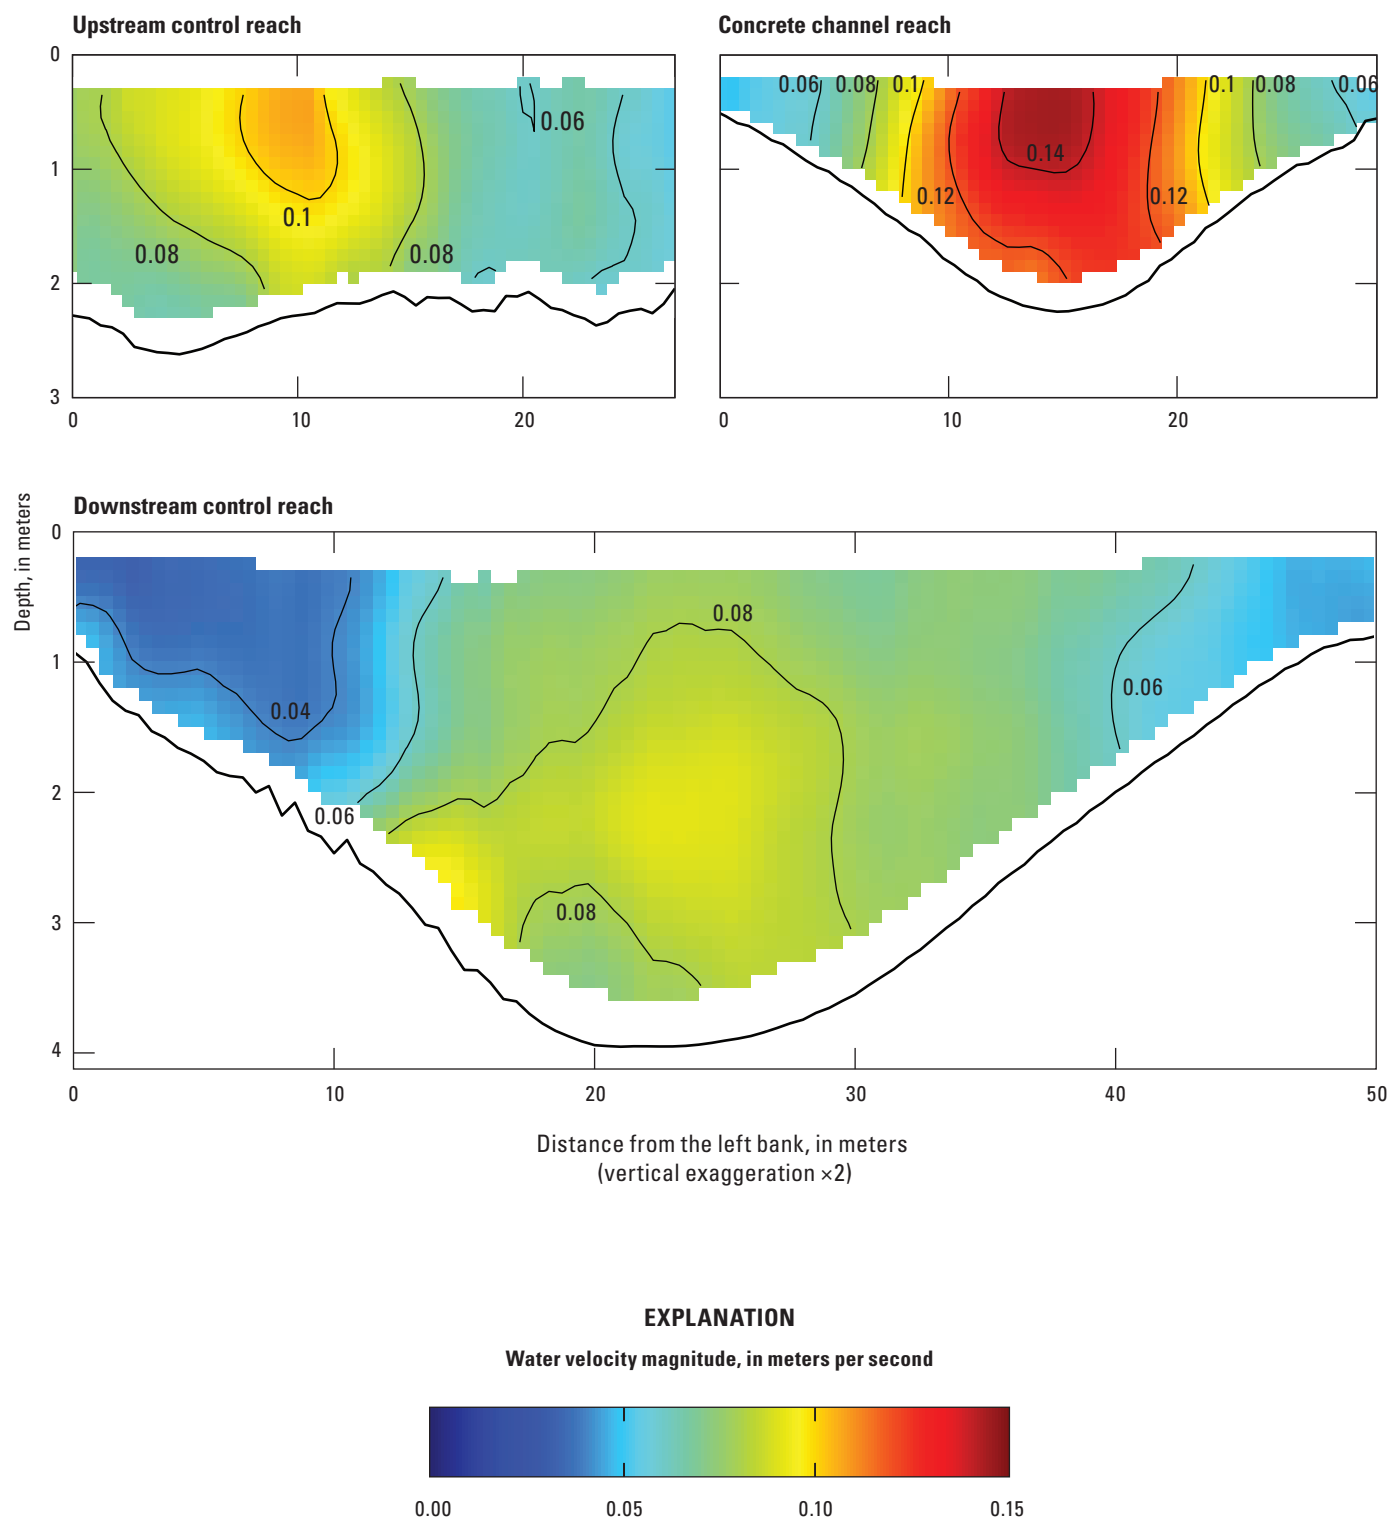 Upstream control reach
0
1
2
3
0.08
0.1
0.08
0.06
0 10 20
Concrete channel reach
0.06 0.08 0.1 0.1 0.08 0.06
0.14
0.12 0.12
0 10 20
Downstream control reach
Depth, in meters
0
1
2
3
4
0.08
0.04
0.06
0.06
0.08
0 10 20 30 40 50
Distance from the left bank, in meters
(vertical exaggeration ×2)
EXPLANATION
Water velocity magnitude, in meters per second
0.00 0.05 0.10 0.15